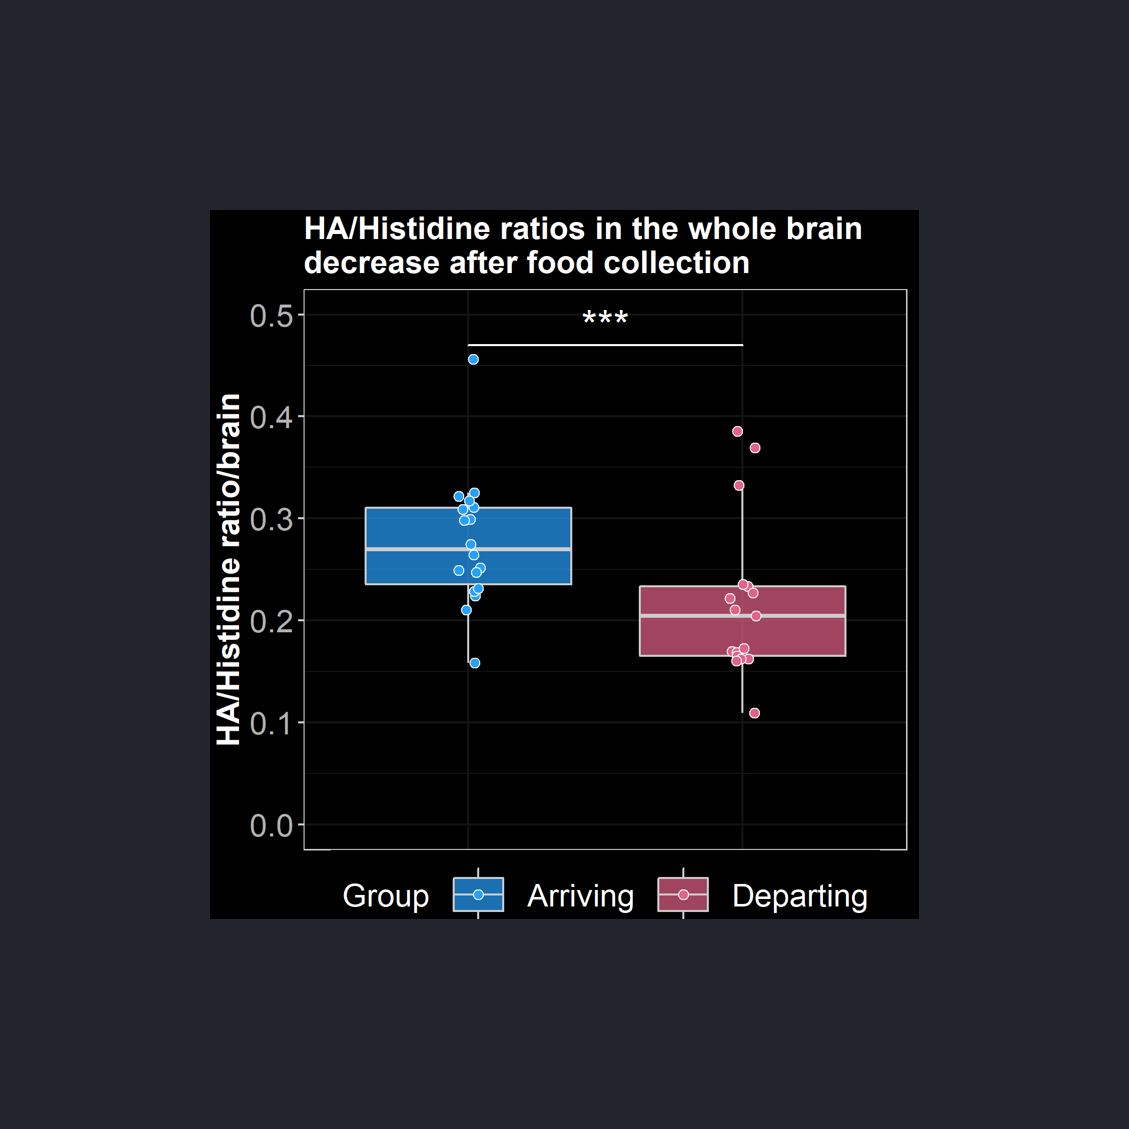 HA/Histidine ratios in the whole brain
decrease after food collection
***
0.5
0.4
0.3
0.2
0.1
0.0
HA/Histidine ratio/brain
Group Arriving Departing